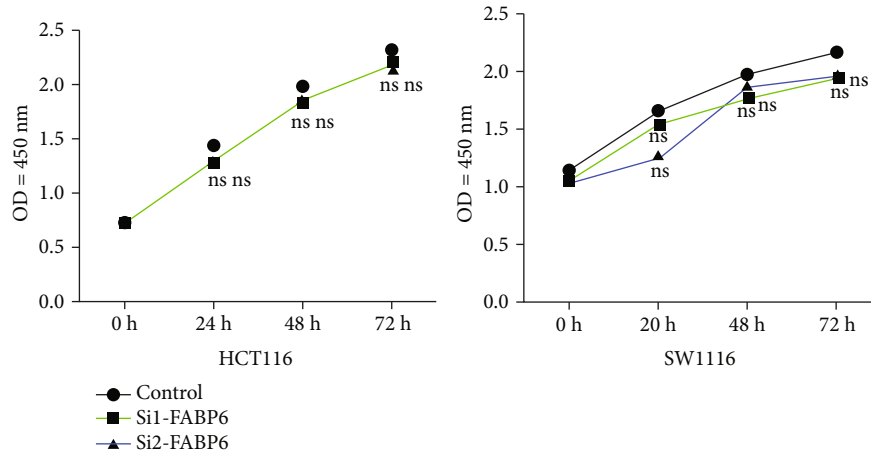 OD = 450 nm
2.5
2.0
1.5
1.0
0.5
0.0
ns ns
ns ns
ns ns
0 h 24 h 48 h 72 h
HCT116
OD = 450 nm
2.5
2.0
1.5
1.0
0.5
0.0
ns
ns
ns
ns
ns
ns
0 h 20 h 48 h 72 h
SW1116
Control
Si1-FABP6
Si2-FABP6